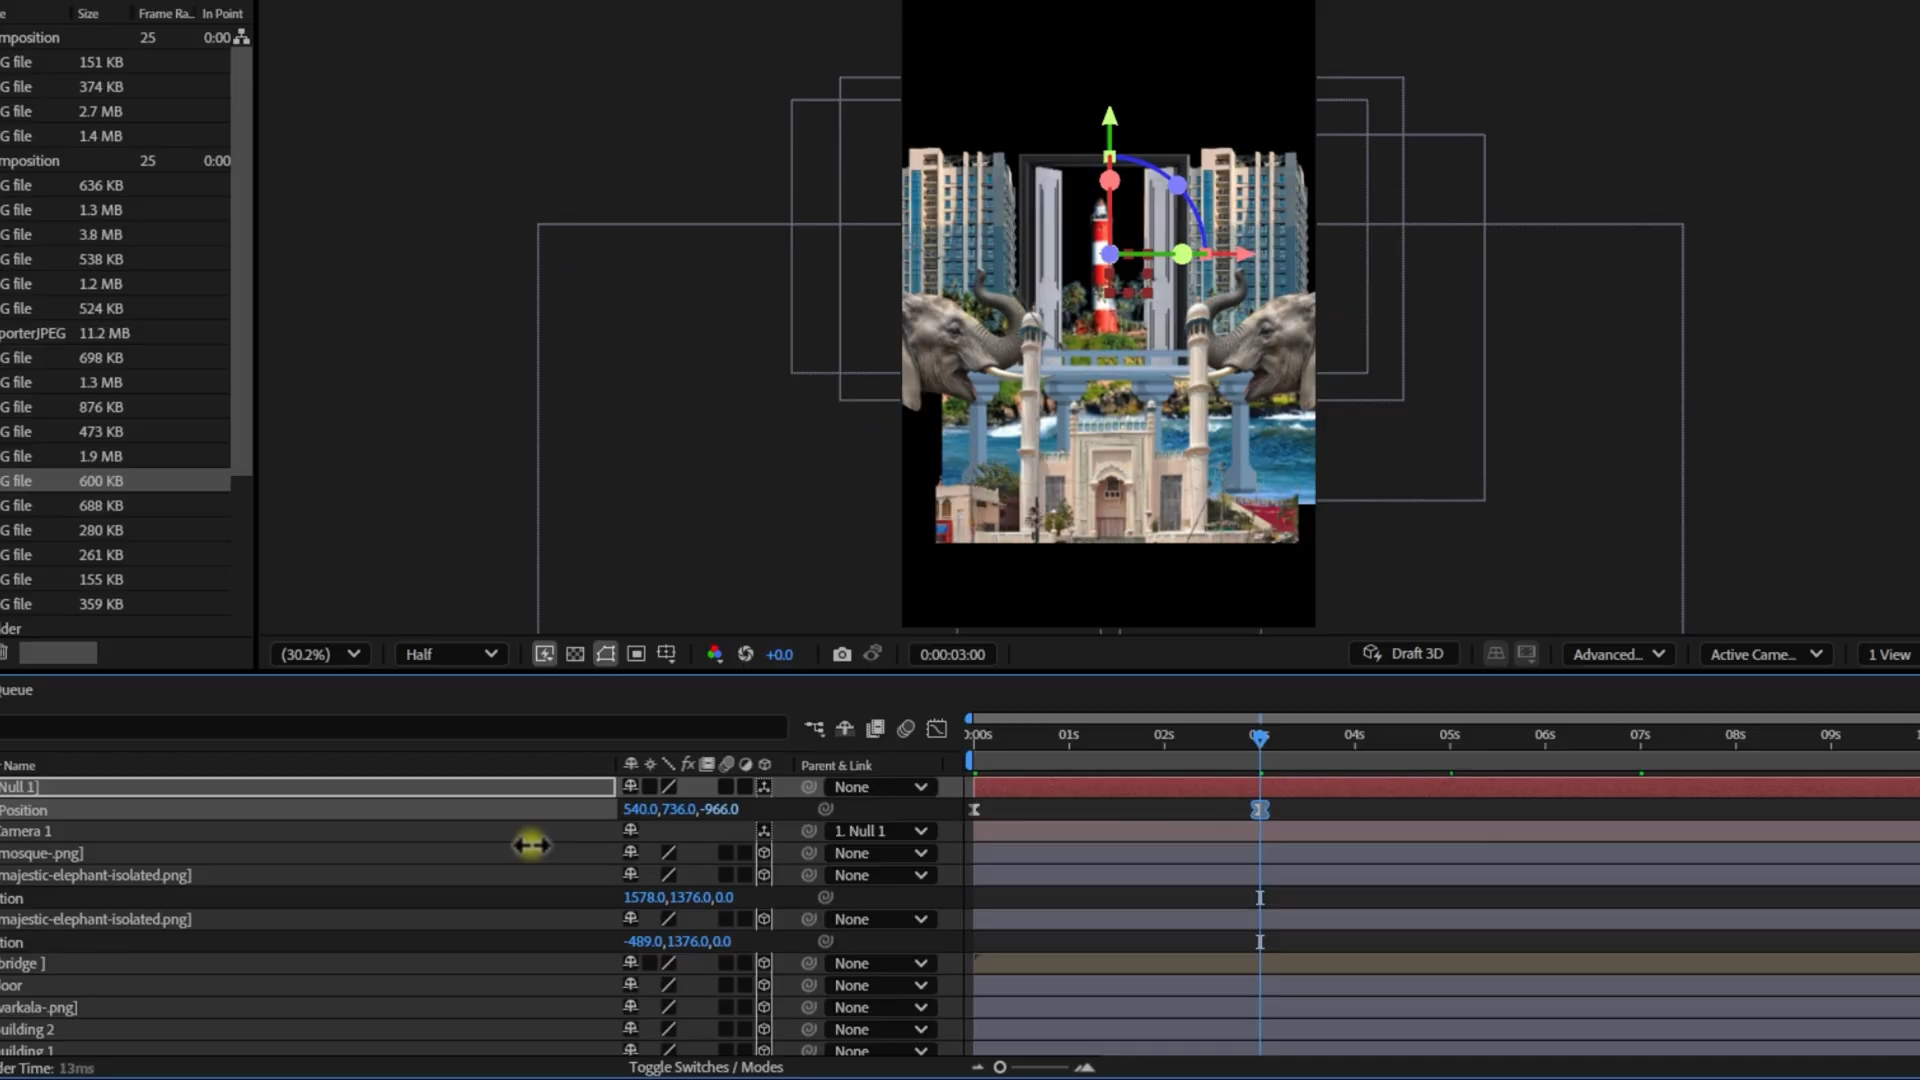 e Size Frame Ra... In Point
mposition 25 0:00
G file 151 KB
G file 374 KB
G file 2.7 MB
G file 1.4 MB
mposition 25 0:00
G file 636 KB
G file 1.3 MB
G file 3.8 MB
G file 538 KB
G file 1.2 MB
G file 524 KB
porterJPEG 11.2 MB
G file 698 KB
G file 1.3 MB
G file 876 KB
G file 473 KB
G file 1.9 MB
G file 600 KB
G file 688 KB
G file 280 KB
G file 261 KB
G file 155 KB
G file 359 KB
lder
(30.2%) Half +0.0 0:00:03:00 Draft 3D Advanced... Active Came... 1 View
Queue
0:00s 01s 02s 04s 05s 06s 07s 08s 09s
Name fx Parent & Link
Null 1] None
Position 540.0,736.0,-966.0
Camera 1 1. Null 1
mosque-.png] None
majestic-elephant-isolated.png] None
tion 1578.0,1376.0,0.0
majestic-elephant-isolated.png] None
tion -489.0,1376.0,0.0
bridge ] None
door None
varkala-.png] None
building 2 None
building 1 None
der Time: 13ms Toggle Switches / Modes